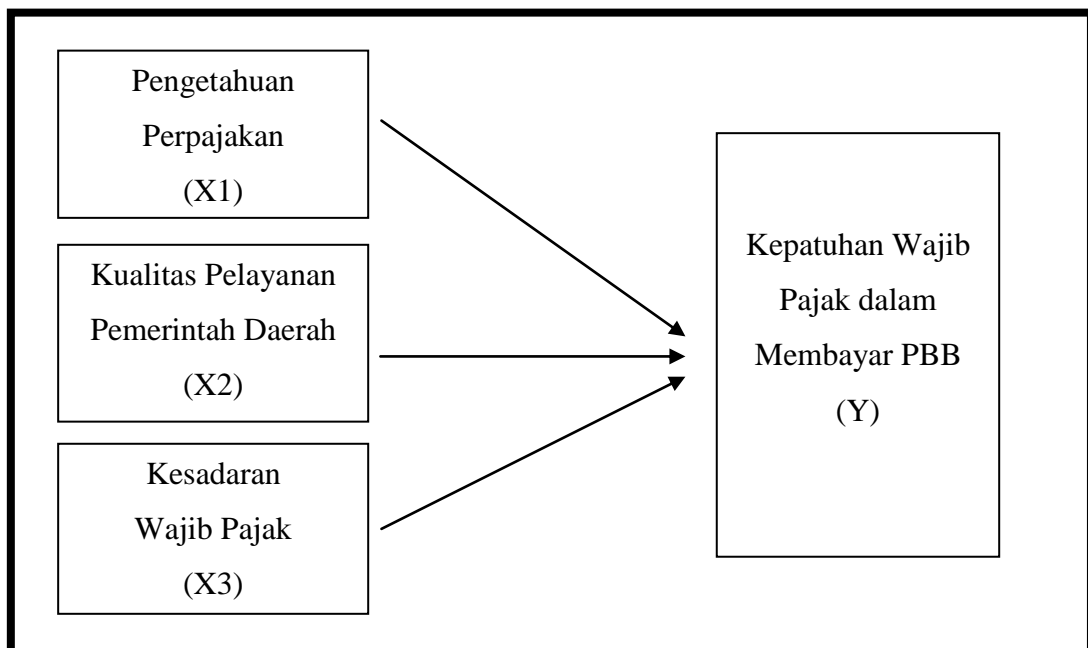 Pengetahuan
Perpajakan
(X1)
Kualitas Pelayanan
Pemerintah Daerah
(X2)
Kesadaran
Wajib Pajak
(X3)
Kepatuhan Wajib
Pajak dalam
Membayar PBB
(Y)